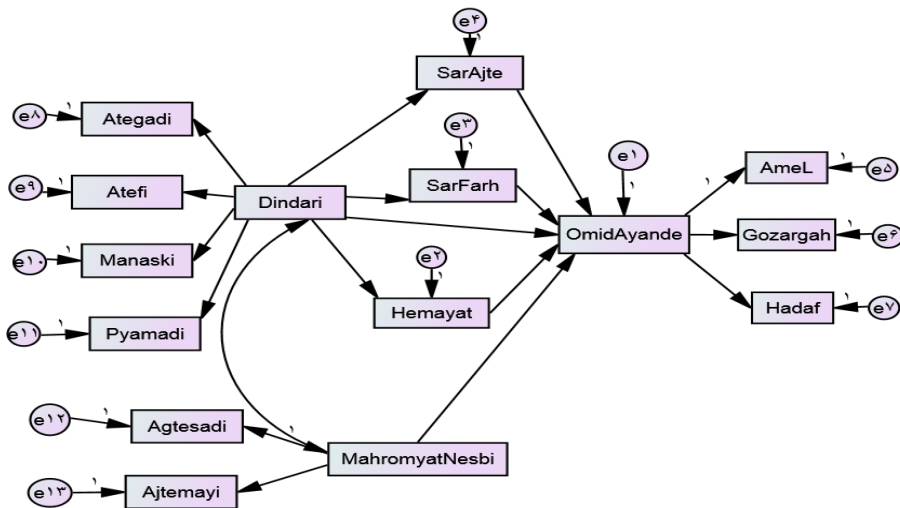 e۴
۱
SarAjte
e۸
۱
Ategadi
e۳
۱
SarFarh
e۱
۱
AmeL
۱
e۵
۱
e۹
۱
Atefi
Dindari
OmidAyande
Gozargah
۱
e۶
e۱۰
۱
Manaski
e۲
۱
Hemayat
Hadaf
۱
e۷
e۱۱
۱
Pyamadi
e۱۲
۱
Agtesadi
۱
MahromyatNesbi
e۱۳
۱
Ajtemayi